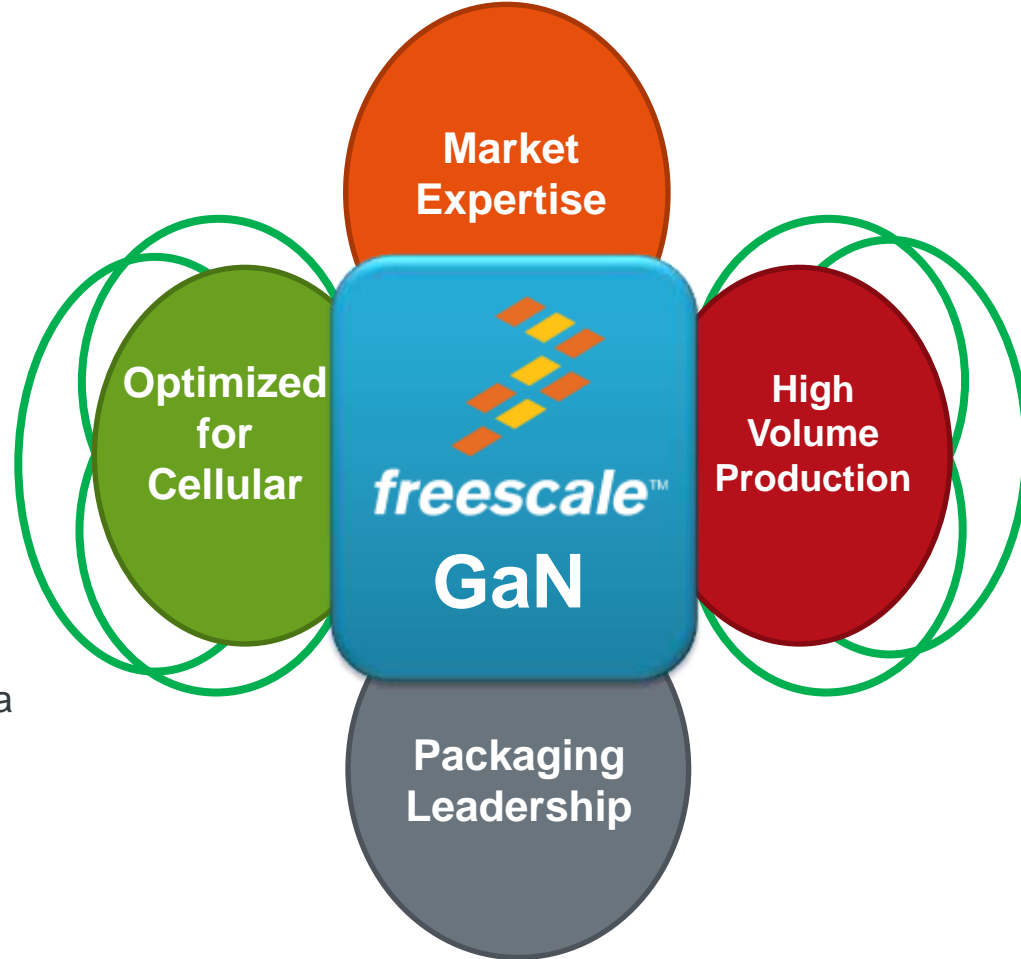 Market
Expertise
Optimized
for
Cellular
High
Volume
Production
freescale™
GaN
a
Packaging
Leadership